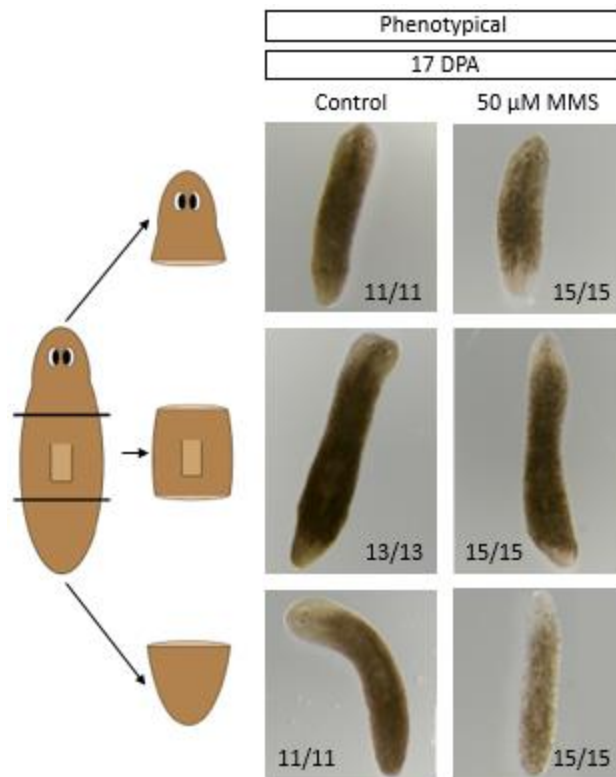 Phenotypical
17 DPA
Control 50 µM MMS
11/11 15/15
13/13 15/15
11/11 15/15